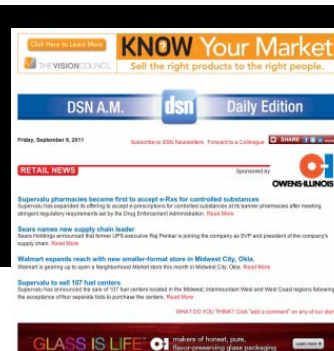 Click Here to Learn More
KNOW Your Market
THE VISION COUNCIL
Sell the right products to the right people.
DSN A.M. dsn Daily Edition
Friday, September 9, 2011
Subscribe to DSN Newsletters Forward to a Colleague SHARE
RETAIL NEWS
Sponsored by
OWENS-ILLINOIS
Supervalu pharmacies become first to accept e-Rxs for controlled substances
Supervalu has expanded its offering to accept e-prescriptions for controlled substances at its banner pharmacies after meeting
stringent regulatory requirements set by the Drug Enforcement Administration. Read More
Sears names new supply chain leader
Sears Holdings announced that former UPS executive Raj Penkar is joining the company as SVP and president of the company's
supply chain. Read More
Walmart expands reach with new smaller-format store in Midwest City, Okla.
Walmart is gearing up to open a Neighborhood Market store this month in Midwest City, Okla. Read More
Supervalu to sell 107 fuel centers
Supervalu has announced the sale of 107 fuel centers located in the Midwest, Intermountain West and West Coast regions following
the acceptance of four separate bids to purchase the centers. Read More
WHAT DO YOU THINK? Click "add a comment" on any of our stori
"GLASS IS LIFE" makers of honest, pure,
flavor-preserving glass packaging
Learn more